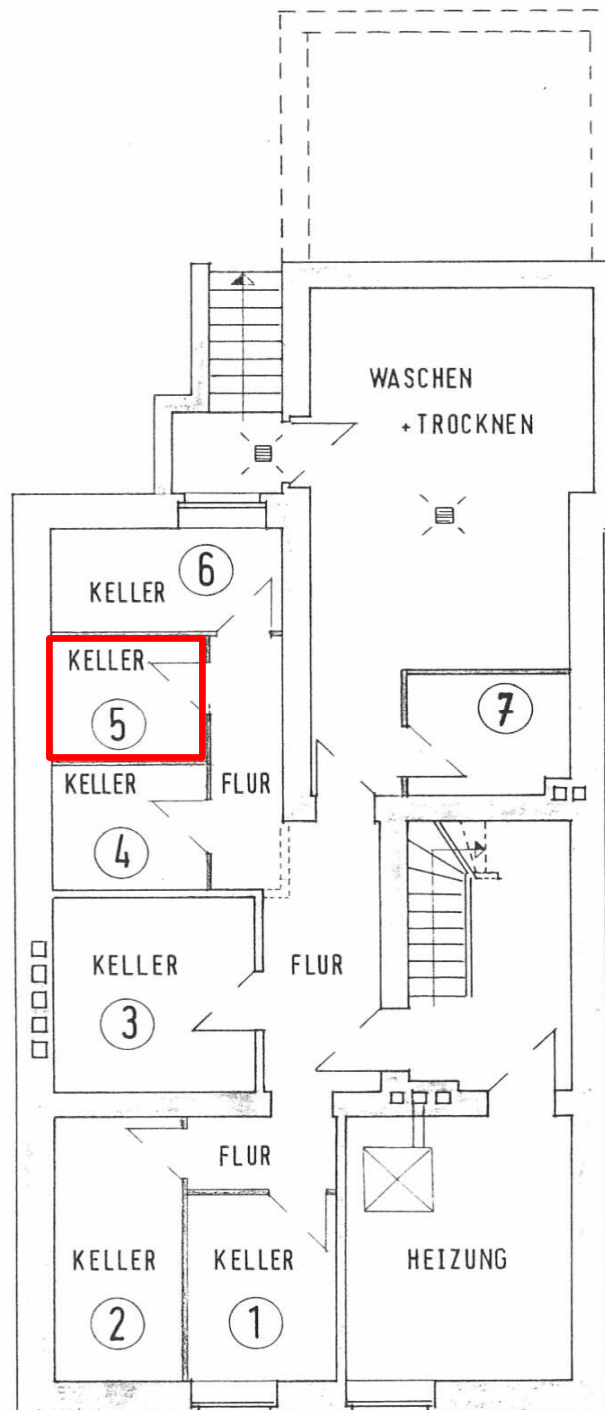 WASCHEN
+ TROCKNEN
6
KELLER
KELLER
5
7
KELLER
FLUR
4
KELLER
FLUR
3
FLUR
KELLER
KELLER
HEIZUNG
2
1